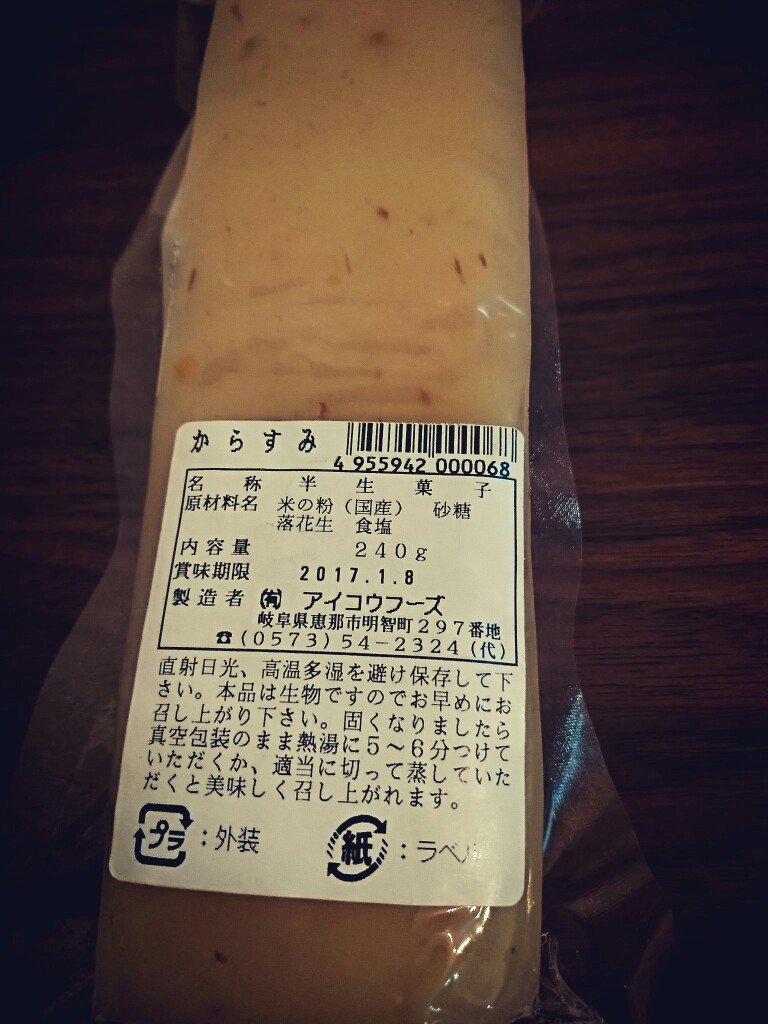 からすみ
4 955942 000068
名称 半生菓子
原材料名 米の粉（国産） 砂糖
落花生 食塩
内容量 240g
賞味期限 2017.1.8
製造者 ㈲ アイコウフーズ
岐阜県恵那市明智町297番地
☎(0573)54-2324(代)
直射日光、高温多湿を避け保存して下
さい。本品は生物ですのでお早めにお
召し上がり下さい。固くなりましたら
真空包装のまま熱湯に5〜6分つけて
いただくか、適当に切って蒸していた
だくと美味しく召し上がれます。
プラ：外装
紙：ラベル